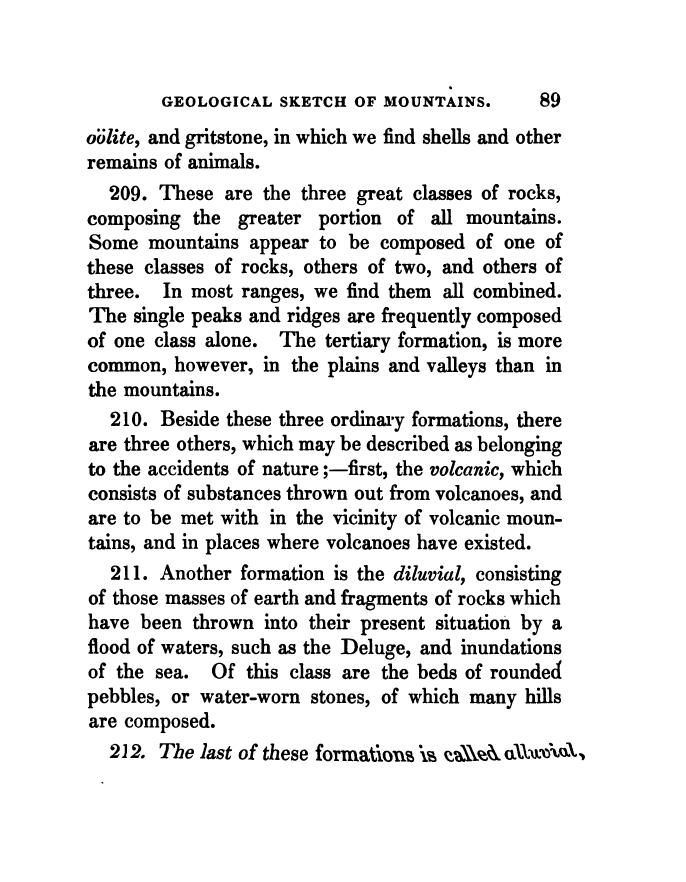 GEOLOGICAL SKETCH OF MOUNTAINS. 89
oölite, and gritstone, in which we find shells and other
remains of animals.
209. These are the three great classes of rocks,
composing the greater portion of all mountains.
Some mountains appear to be composed of one of
these classes of rocks, others of two, and others of
three. In most ranges, we find them all combined.
The single peaks and ridges are frequently composed
of one class alone. The tertiary formation, is more
common, however, in the plains and valleys than in
the mountains.
210. Beside these three ordinary formations, there
are three others, which may be described as belonging
to the accidents of nature;—first, the volcanic, which
consists of substances thrown out from volcanoes, and
are to be met with in the vicinity of volcanic moun-
tains, and in places where volcanoes have existed.
211. Another formation is the diluvial, consisting
of those masses of earth and fragments of rocks which
have been thrown into their present situation by a
flood of waters, such as the Deluge, and inundations
of the sea. Of this class are the beds of rounded
pebbles, or water-worn stones, of which many hills
are composed.
212. The last of these formations is called alluvial,